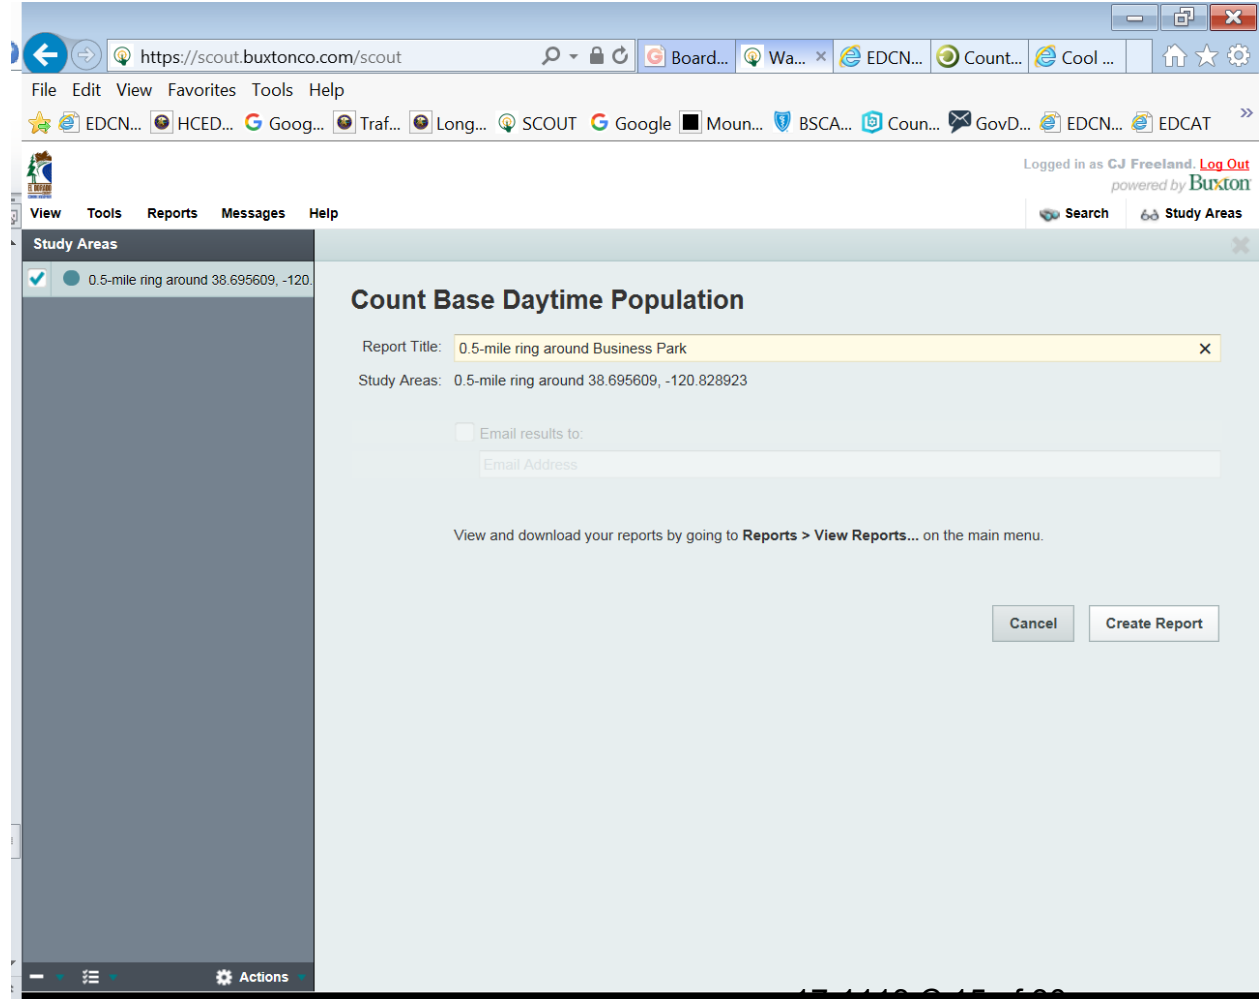 https://scout.buxtonco.com/scout Board... Wa... EDCN... Count... Cool ...
File Edit View Favorites Tools Help
EDCN... HCED... Goog... Traf... Long... SCOUT Google Moun... BSCA... Coun... GovD... EDCN... EDCAT
Logged in as CJ Freeland. Log Out
powered by Buxton
EL DORADO
View Tools Reports Messages Help Search Study Areas
Study Areas
0.5-mile ring around 38.695609, -120.
Count Base Daytime Population
Report Title: 0.5-mile ring around Business Park
Study Areas: 0.5-mile ring around 38.695609, -120.828923
Email results to:
Email Address
View and download your reports by going to Reports > View Reports... on the main menu.
Cancel Create Report
Actions